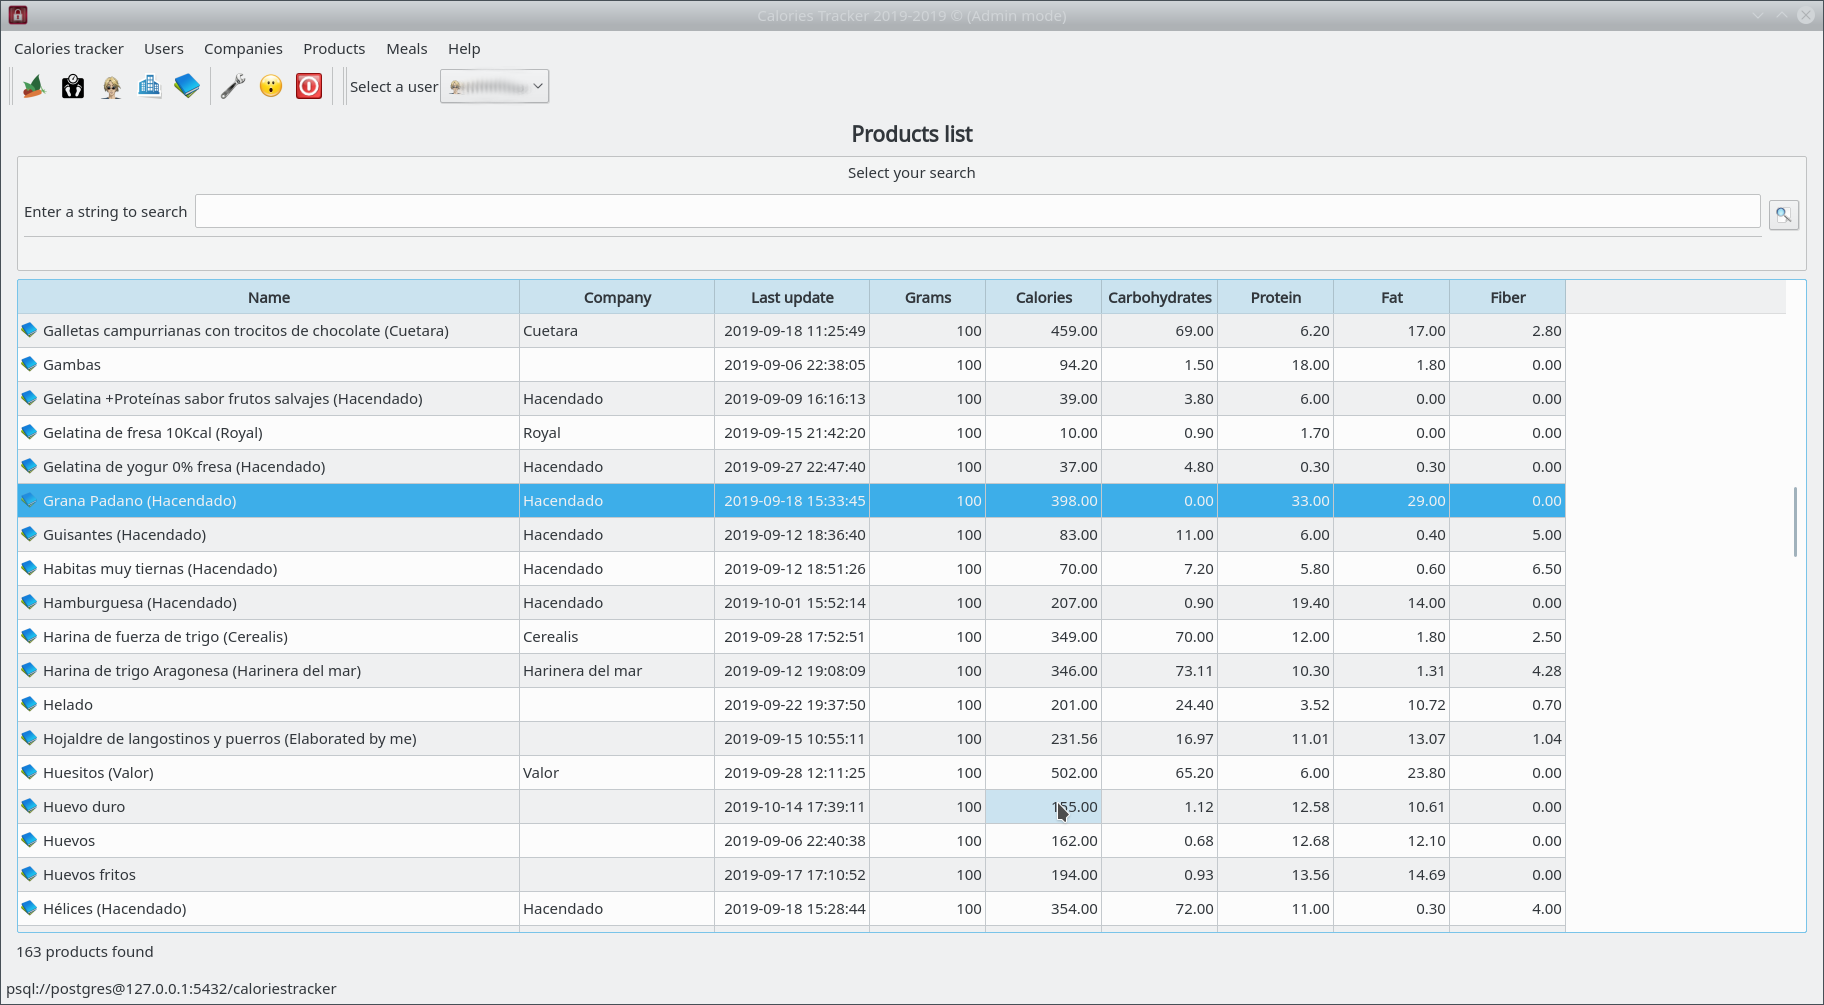 Calories Tracker 2019-2019 © (Admin mode)
Calories tracker Users Companies Products Meals Help
Select a user
Products list
Select your search
Enter a string to search
Name Company Last update Grams Calories Carbohydrates Protein Fat Fiber
Galletas campurrianas con trocitos de chocolate (Cuetara) Cuetara 2019-09-18 11:25:49 100 459.00 69.00 6.20 17.00 2.80
Gambas 2019-09-06 22:38:05 100 94.20 1.50 18.00 1.80 0.00
Gelatina +Proteínas sabor frutos salvajes (Hacendado) Hacendado 2019-09-09 16:16:13 100 39.00 3.80 6.00 0.00 0.00
Gelatina de fresa 10Kcal (Royal) Royal 2019-09-15 21:42:20 100 10.00 0.90 1.70 0.00 0.00
Gelatina de yogur 0% fresa (Hacendado) Hacendado 2019-09-27 22:47:40 100 37.00 4.80 0.30 0.30 0.00
Grana Padano (Hacendado) Hacendado 2019-09-18 15:33:45 100 398.00 0.00 33.00 29.00 0.00
Guisantes (Hacendado) Hacendado 2019-09-12 18:36:40 100 83.00 11.00 6.00 0.40 5.00
Habitas muy tiernas (Hacendado) Hacendado 2019-09-12 18:51:26 100 70.00 7.20 5.80 0.60 6.50
Hamburguesa (Hacendado) Hacendado 2019-10-01 15:52:14 100 207.00 0.90 19.40 14.00 0.00
Harina de fuerza de trigo (Cerealis) Cerealis 2019-09-28 17:52:51 100 349.00 70.00 12.00 1.80 2.50
Harina de trigo Aragonesa (Harinera del mar) Harinera del mar 2019-09-12 19:08:09 100 346.00 73.11 10.30 1.31 4.28
Helado 2019-09-22 19:37:50 100 201.00 24.40 3.52 10.72 0.70
Hojaldre de langostinos y puerros (Elaborated by me) 2019-09-15 10:55:11 100 231.56 16.97 11.01 13.07 1.04
Huesitos (Valor) Valor 2019-09-28 12:11:25 100 502.00 65.20 6.00 23.80 0.00
Huevo duro 2019-10-14 17:39:11 100 155.00 1.12 12.58 10.61 0.00
Huevos 2019-09-06 22:40:38 100 162.00 0.68 12.68 12.10 0.00
Huevos fritos 2019-09-17 17:10:52 100 194.00 0.93 13.56 14.69 0.00
Hélices (Hacendado) Hacendado 2019-09-18 15:28:44 100 354.00 72.00 11.00 0.30 4.00
163 products found
psql://postgres@127.0.0.1:5432/caloriestracker